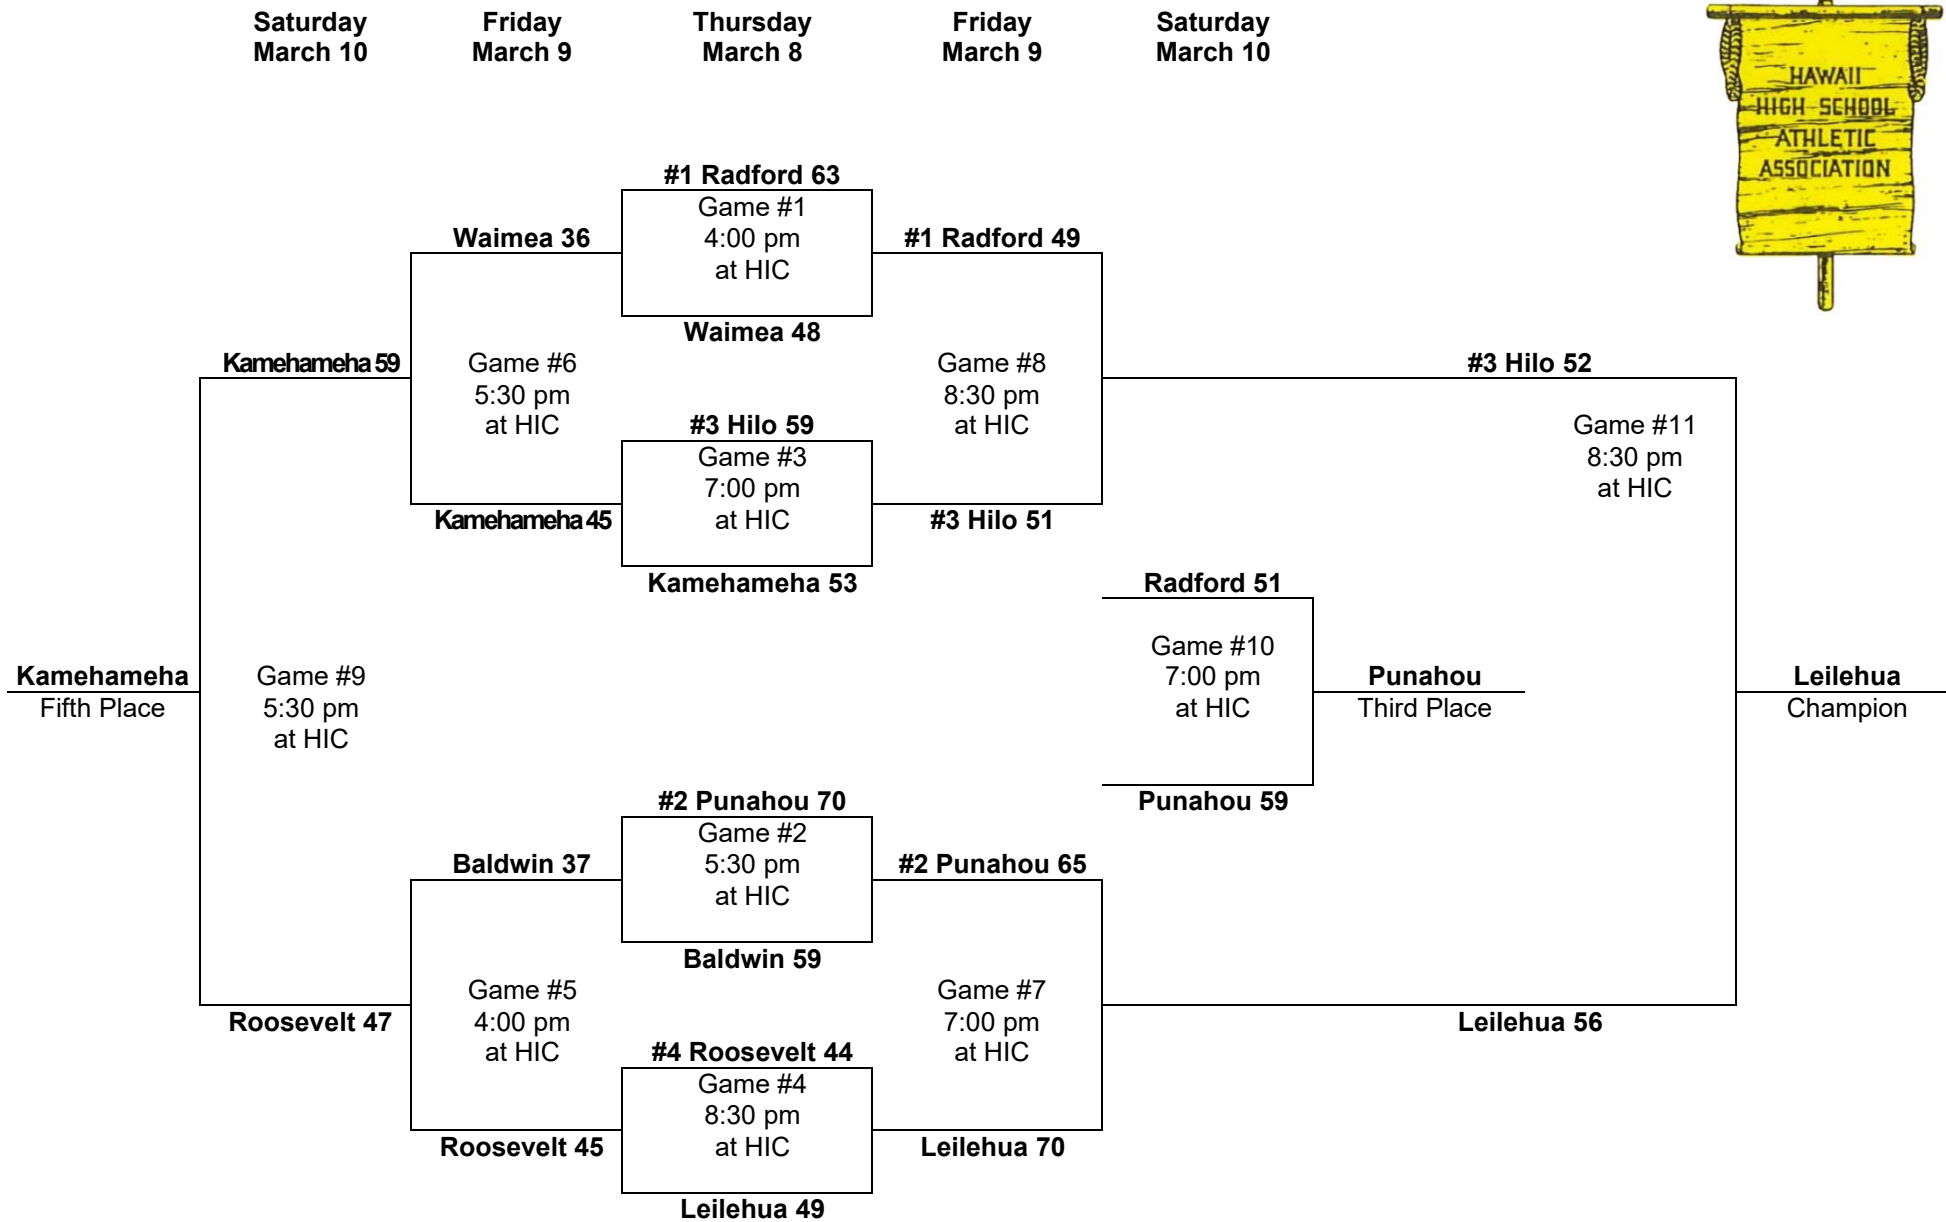 Saturday
March 10
Friday
March 9
Thursday
March 8
Friday
March 9
Saturday
March 10
HAWAII
HIGH SCHOOL
ATHLETIC
ASSOCIATION
#1 Radford 63
Game #1
4:00 pm
at HIC
Waimea 48
Waimea 36
#1 Radford 49
Kamehameha 59
Game #6
5:30 pm
at HIC
Game #8
8:30 pm
at HIC
#3 Hilo 52
#3 Hilo 59
Game #3
7:00 pm
at HIC
Kamehameha 53
Kamehameha 45
#3 Hilo 51
Game #11
8:30 pm
at HIC
Radford 51
Game #10
7:00 pm
at HIC
Punahou 59
Kamehameha
Fifth Place
Game #9
5:30 pm
at HIC
Punahou
Third Place
Leilehua
Champion
#2 Punahou 70
Game #2
5:30 pm
at HIC
Baldwin 59
Baldwin 37
#2 Punahou 65
Game #5
4:00 pm
at HIC
Game #7
7:00 pm
at HIC
Roosevelt 47
Leilehua 56
#4 Roosevelt 44
Game #4
8:30 pm
at HIC
Leilehua 49
Roosevelt 45
Leilehua 70